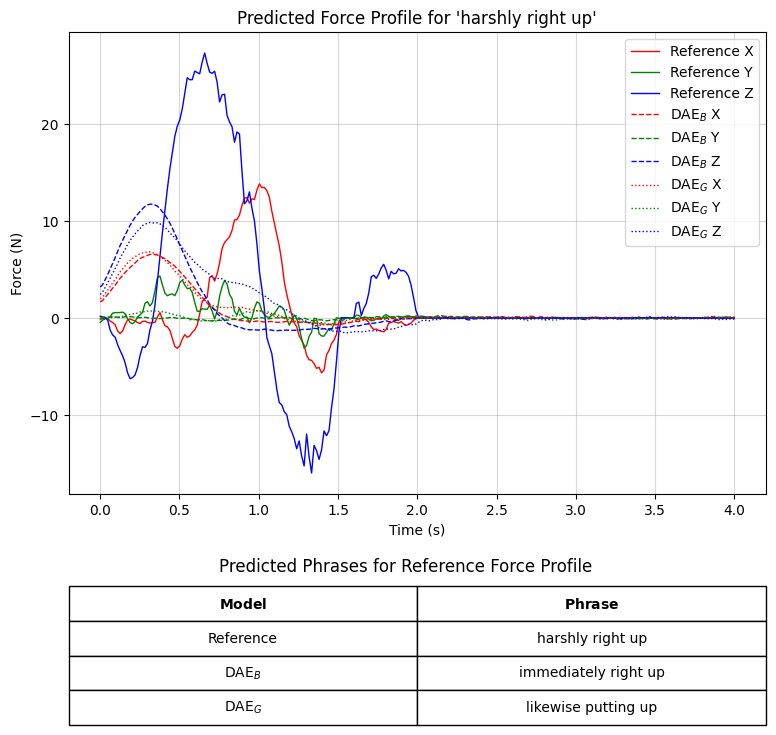 Predicted Force Profile for 'harshly right up'
Force (N)
20
10
0
−10
Reference X
Reference Y
Reference Z
DAE_B X
DAE_B Y
DAE_B Z
DAE_G X
DAE_G Y
DAE_G Z
0.0 0.5 1.0 1.5 2.0 2.5 3.0 3.5 4.0
Time (s)
Predicted Phrases for Reference Force Profile
Model Phrase
Reference harshly right up
DAE_B immediately right up
DAE_G likewise putting up